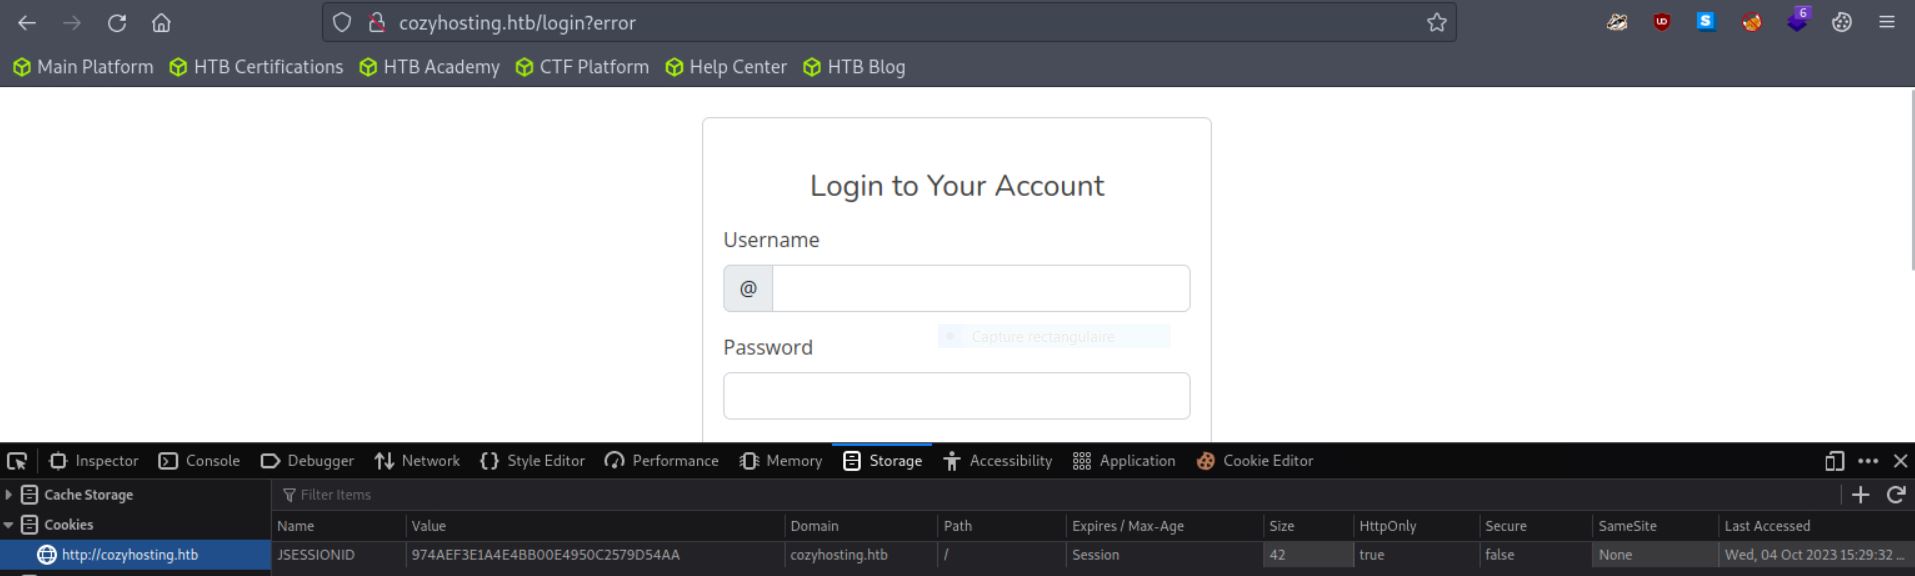 cozyhosting.htb/login?error
6
Main Platform HTB Certifications HTB Academy CTF Platform Help Center HTB Blog
Login to Your Account
Username
@
Capture rectangulaire
Password
Inspector Console Debugger Network Style Editor Performance Memory Storage Accessibility Application Cookie Editor
Cache Storage Filter Items
Cookies Name Value Domain Path Expires / Max-Age Size HttpOnly Secure SameSite Last Accessed
http://cozyhosting.htb JSESSIONID 974AEF3E1A4E4BB00E4950C2579D54AA cozyhosting.htb / Session 42 true false None Wed, 04 Oct 2023 15:29:32 ...